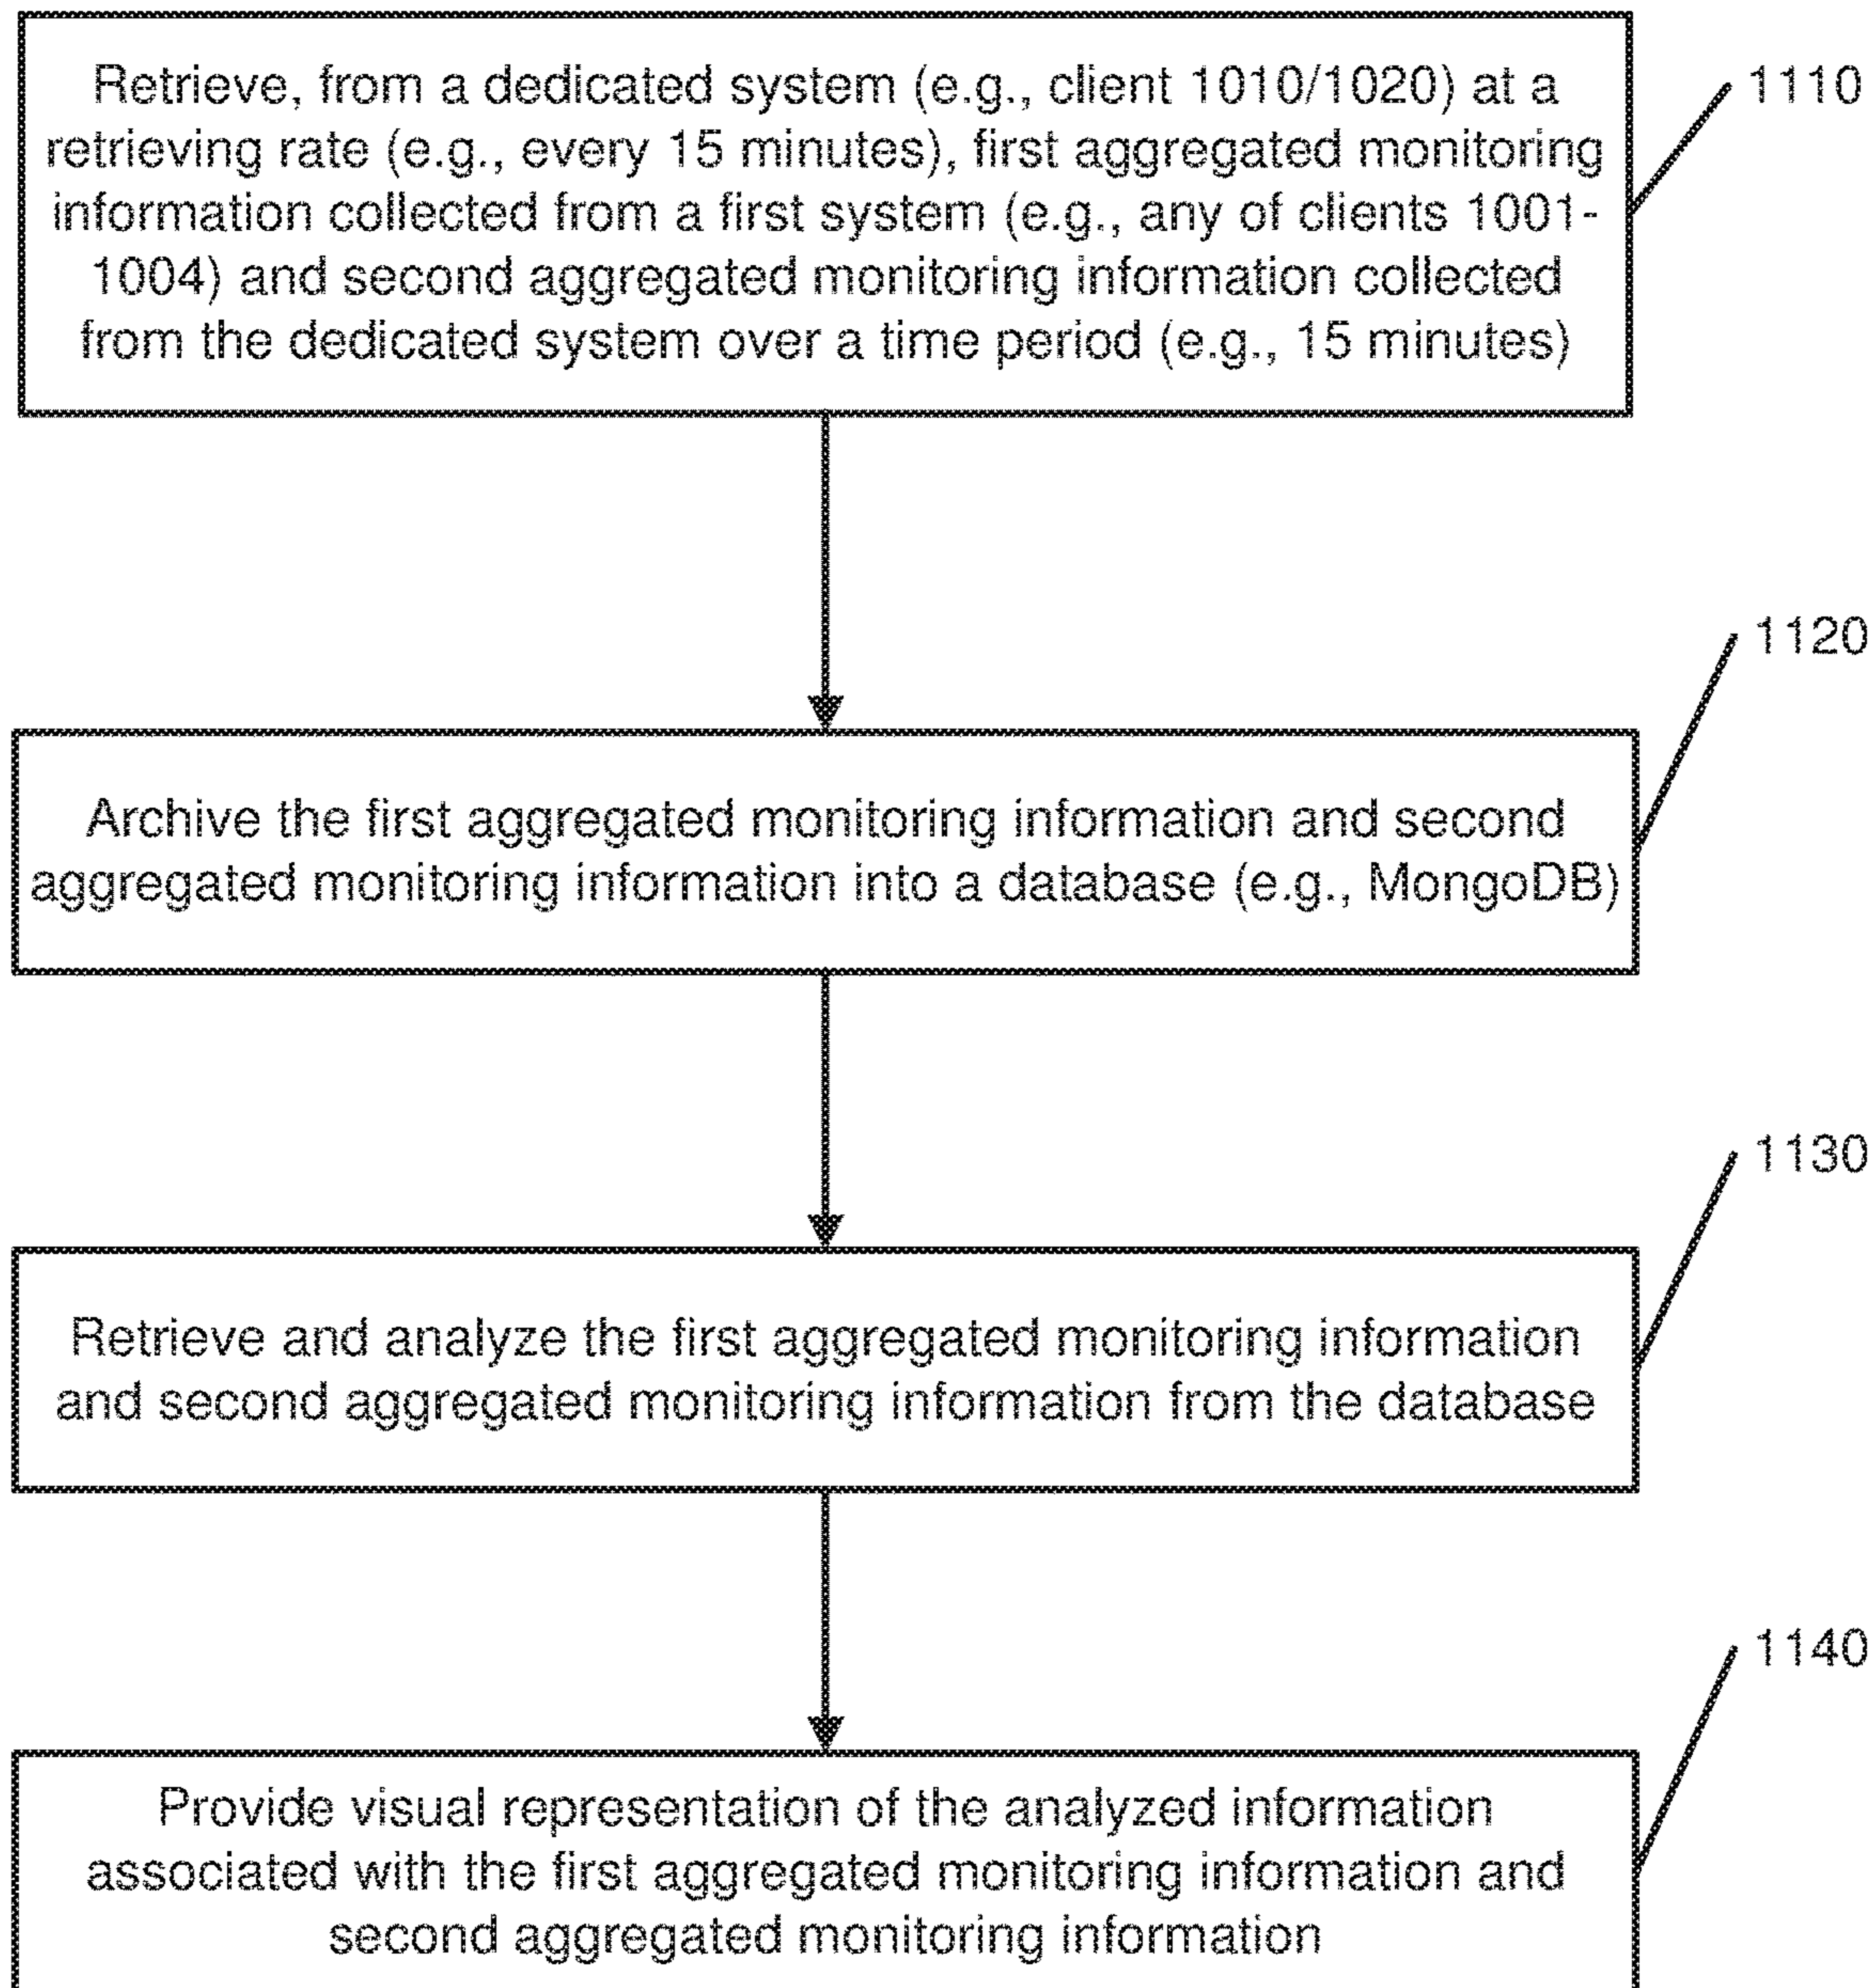 Retrieve, from a dedicated system (e.g., client 1010/1020) at a
retrieving rate (e.g., every 15 minutes), first aggregated monitoring
information collected from a first system (e.g., any of clients 1001-
1004) and second aggregated monitoring information collected
from the dedicated system over a time period (e.g., 15 minutes)
1110
1120
Archive the first aggregated monitoring information and second
aggregated monitoring information into a database (e.g., MongoDB)
1130
Retrieve and analyze the first aggregated monitoring information
and second aggregated monitoring information from the database
1140
Provide visual representation of the analyzed information
associated with the first aggregated monitoring information and
second aggregated monitoring information